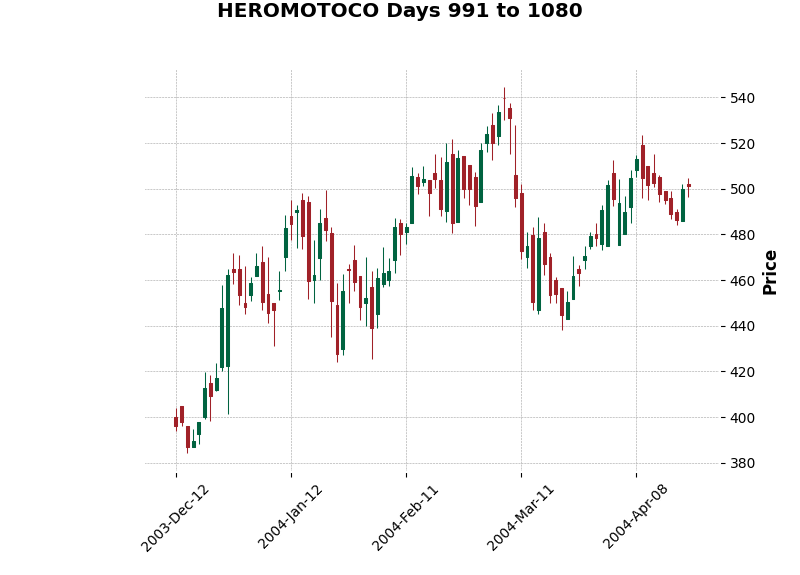 HEROMOTOCO Days 991 to 1080
540
520
500
480
460
440
420
400
380
Price
2003-Dec-12
2004-Jan-12
2004-Feb-11
2004-Mar-11
2004-Apr-08